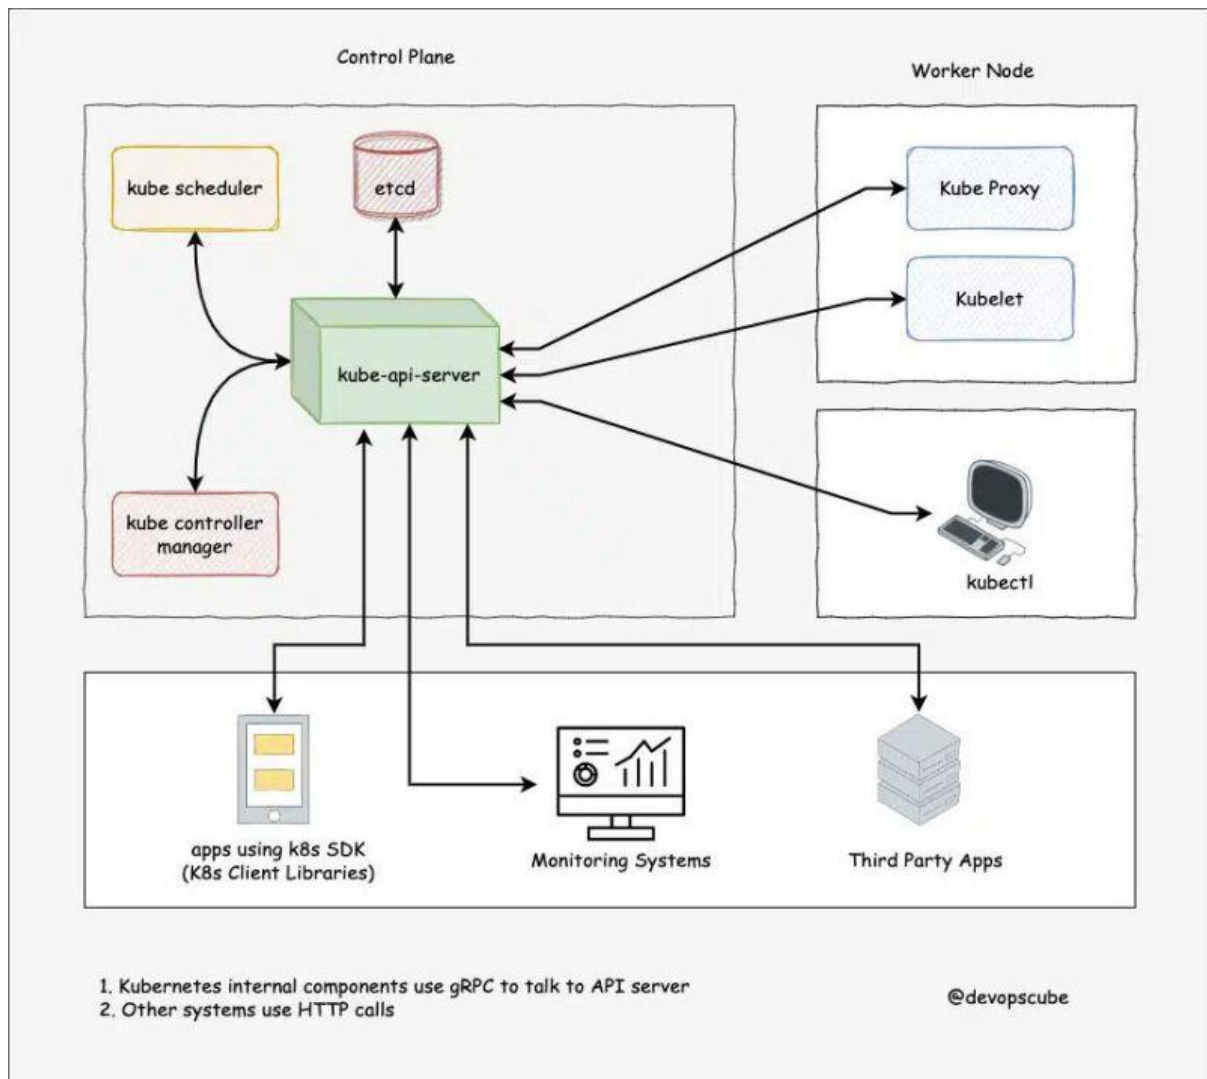 Control Plane
Worker Node
kube scheduler
etcd
Kube Proxy
Kubelet
kube-api-server
kube controller
manager
kubectl
apps using k8s SDK
(K8s Client Libraries)
Monitoring Systems
Third Party Apps
1. Kubernetes internal components use gRPC to talk to API server
2. Other systems use HTTP calls
@devopscube